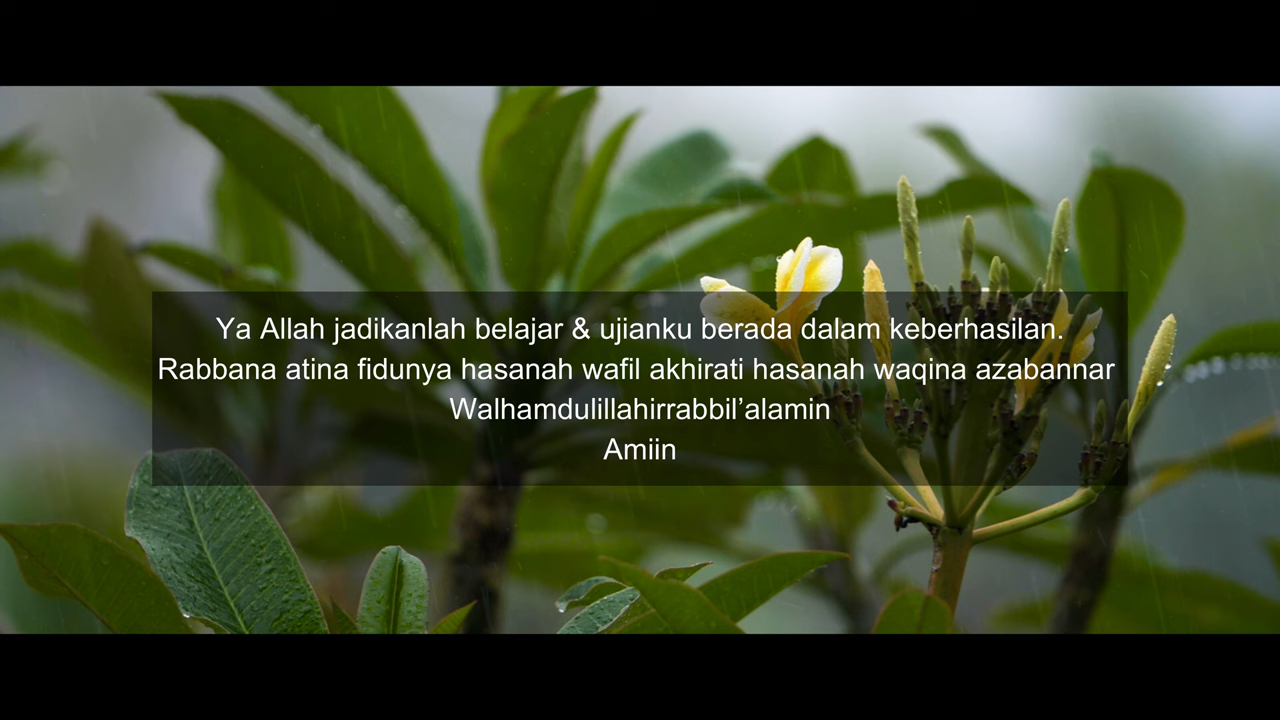 Ya Allah jadikanlah belajar & ujianku berada dalam keberhasilan.
Rabbana atina fidunya hasanah wafil akhirati hasanah waqina azabannar
Walhamdulillahirrabbil’alamin
Amiin